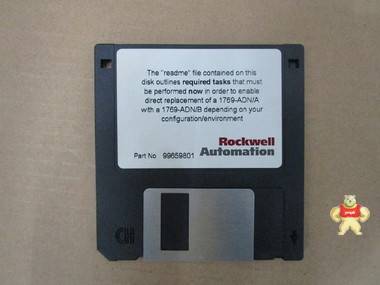 The "readme" file contained on this
disk outlines required tasks that must
be performed now in order to enable
direct replacement of a 1769-ADN/A
with a 1769-ADN/B depending on your
configuration/environment
Rockwell
Automation
Part No 99659801